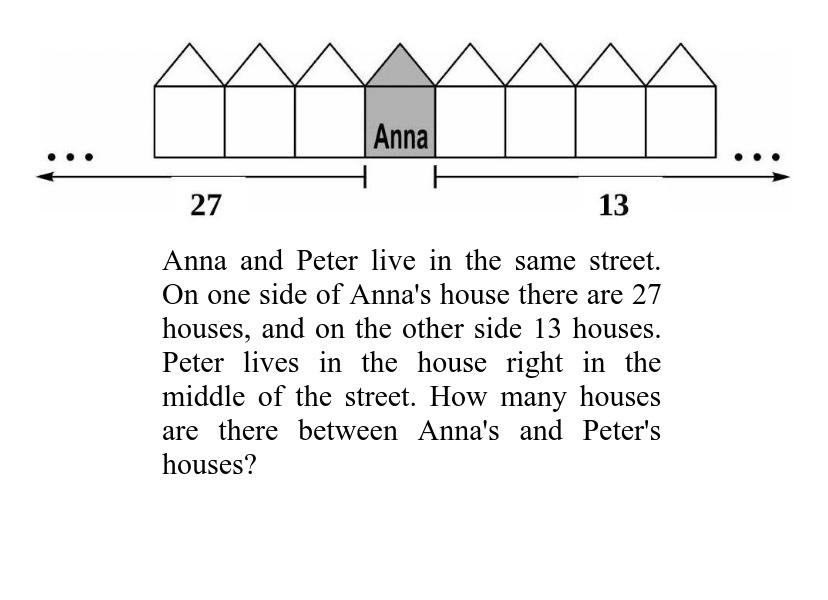 ...
...
Anna
27
13
Anna and Peter live in the same street.
On one side of Anna's house there are 27
houses, and on the other side 13 houses.
Peter lives in the house right in the
middle of the street. How many houses
are there between Anna's and Peter's
houses?